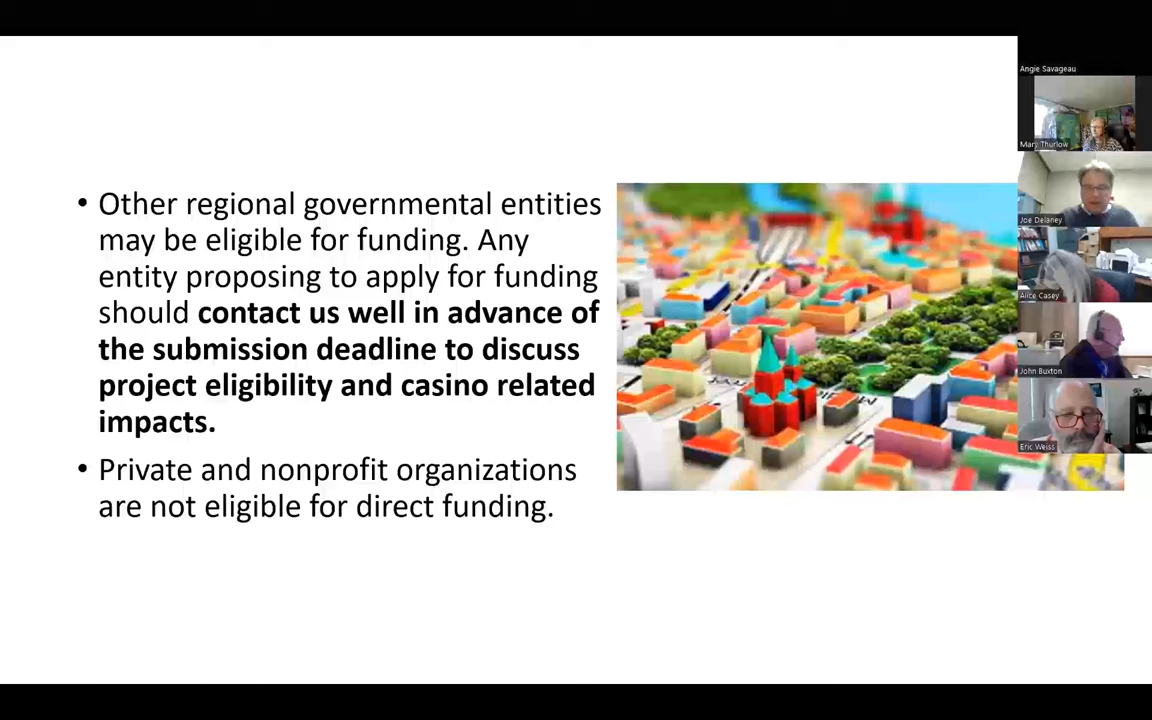 • Other regional governmental entities
may be eligible for funding. Any
entity proposing to apply for funding
should contact us well in advance of
the submission deadline to discuss
project eligibility and casino related
impacts.
• Private and nonprofit organizations
are not eligible for direct funding.
Angie Savageau
Mary Thurlow
Joe Delaney
Alice Casey
John Buxton
Eric Weiss